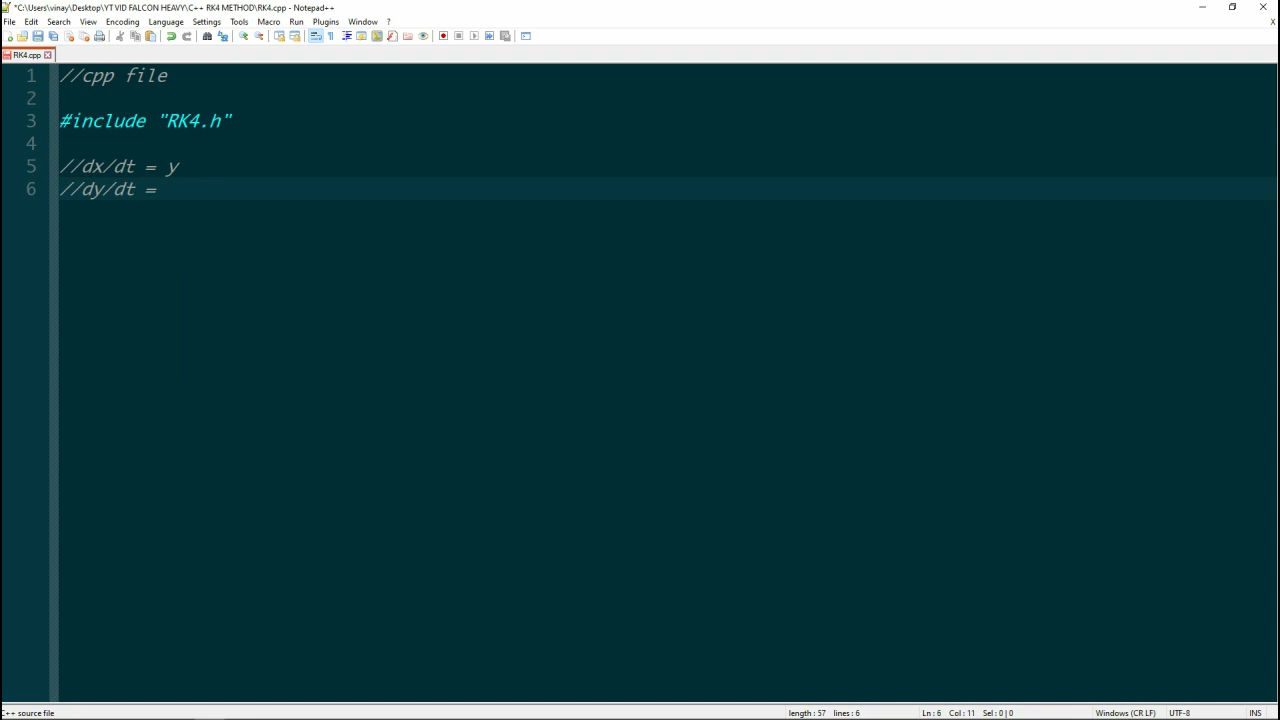 *C:\Users\vinay\Desktop\YT VID FALCON HEAVY\C++ RK4 METHOD\RK4.cpp - Notepad++
File Edit Search View Encoding Language Settings Tools Macro Run Plugins Window ?
X
RK4.cpp
1 //cpp file
2
3 #include "RK4.h"
4
5 //dx/dt = y
6 //dy/dt =
C++ source file length : 57 lines : 6 Ln : 6 Col : 11 Sel : 0 | 0 Windows (CR LF) UTF-8 INS